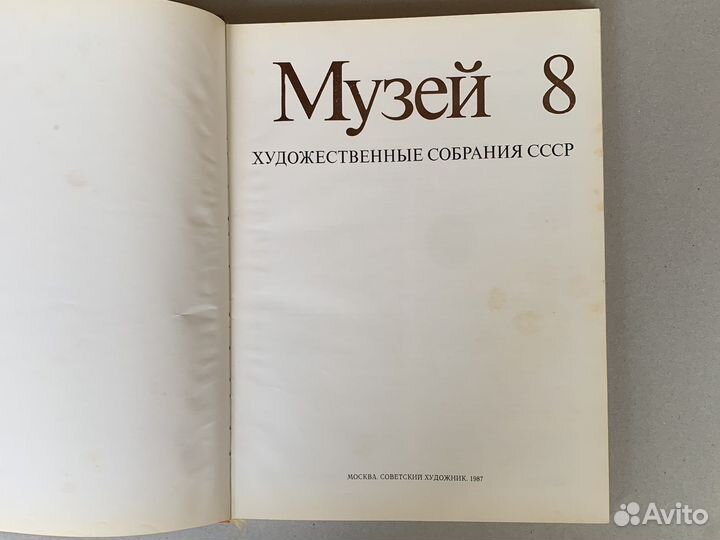 Музей 8
ХУДОЖЕСТВЕННЫЕ СОБРАНИЯ СССР
МОСКВА. СОВЕТСКИЙ ХУДОЖНИК. 1987
Avito